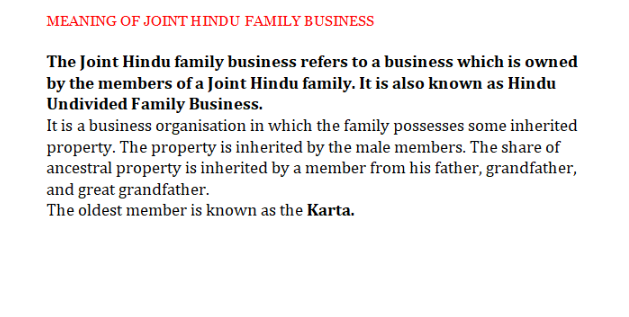 MEANING OF JOINT HINDU FAMILY BUSINESS
The Joint Hindu family business refers to a business which is owned
by the members of a Joint Hindu family. It is also known as Hindu
Undivided Family Business.
It is a business organisation in which the family possesses some inherited
property. The property is inherited by the male members. The share of
ancestral property is inherited by a member from his father, grandfather,
and great grandfather.
The oldest member is known as the Karta.